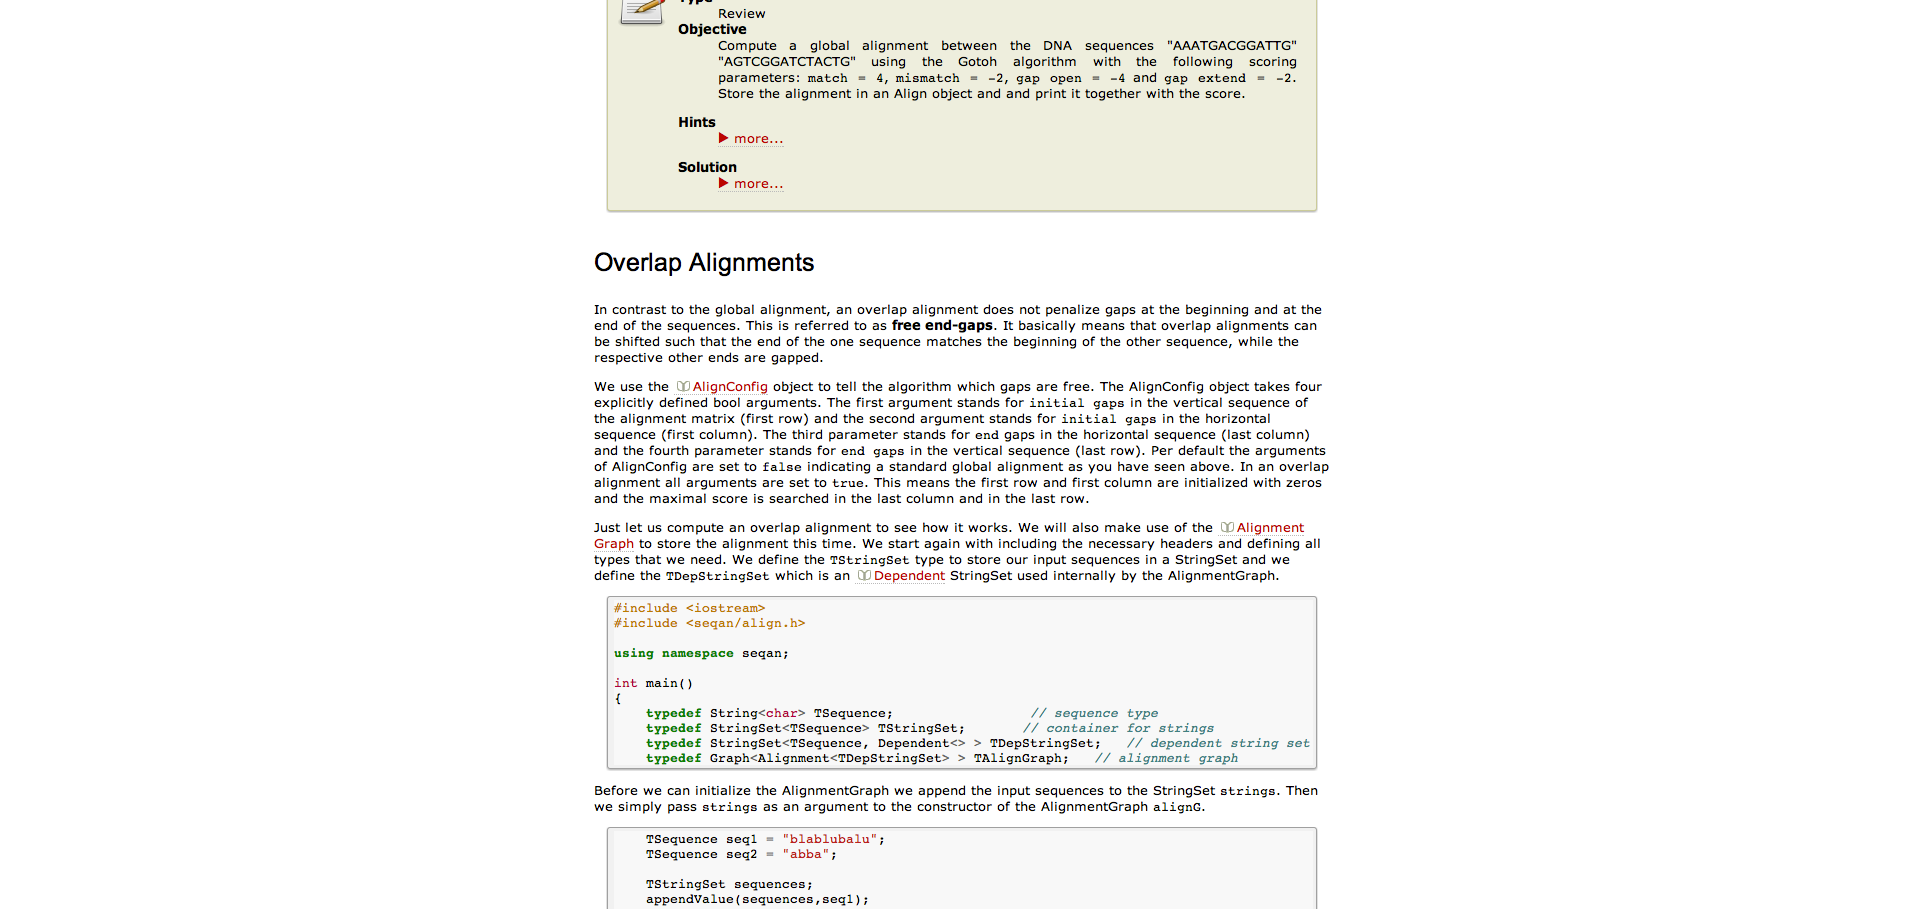 Type
Review
Objective
Compute a global alignment between the DNA sequences "AAATGACGGATTG"
"AGTCGGATCTACTG" using the Gotoh algorithm with the following scoring
parameters: match = 4, mismatch = -2, gap open = -4 and gap extend = -2.
Store the alignment in an Align object and and print it together with the score.
Hints
more...
Solution
more...
Overlap Alignments
In contrast to the global alignment, an overlap alignment does not penalize gaps at the beginning and at the
end of the sequences. This is referred to as free end-gaps. It basically means that overlap alignments can
be shifted such that the end of the one sequence matches the beginning of the other sequence, while the
respective other ends are gapped.
We use the AlignConfig object to tell the algorithm which gaps are free. The AlignConfig object takes four
explicitly defined bool arguments. The first argument stands for initial gaps in the vertical sequence of
the alignment matrix (first row) and the second argument stands for initial gaps in the horizontal
sequence (first column). The third parameter stands for end gaps in the horizontal sequence (last column)
and the fourth parameter stands for end gaps in the vertical sequence (last row). Per default the arguments
of AlignConfig are set to false indicating a standard global alignment as you have seen above. In an overlap
alignment all arguments are set to true. This means the first row and first column are initialized with zeros
and the maximal score is searched in the last column and in the last row.
Just let us compute an overlap alignment to see how it works. We will also make use of the Alignment
Graph to store the alignment this time. We start again with including the necessary headers and defining all
types that we need. We define the TStringSet type to store our input sequences in a StringSet and we
define the TDepStringSet which is an Dependent StringSet used internally by the AlignmentGraph.
#include <iostream>
#include <seqan/align.h>
using namespace seqan;
int main()
{
typedef String<char> TSequence; // sequence type
typedef StringSet<TSequence> TStringSet; // container for strings
typedef StringSet<TSequence, Dependent<> > TDepStringSet; // dependent string set
typedef Graph<Alignment<TDepStringSet> > TAlignGraph; // alignment graph
Before we can initialize the AlignmentGraph we append the input sequences to the StringSet strings. Then
we simply pass strings as an argument to the constructor of the AlignmentGraph alignG.
TSequence seq1 = "blablubalu";
TSequence seq2 = "abba";
TStringSet sequences;
appendValue(sequences,seq1);